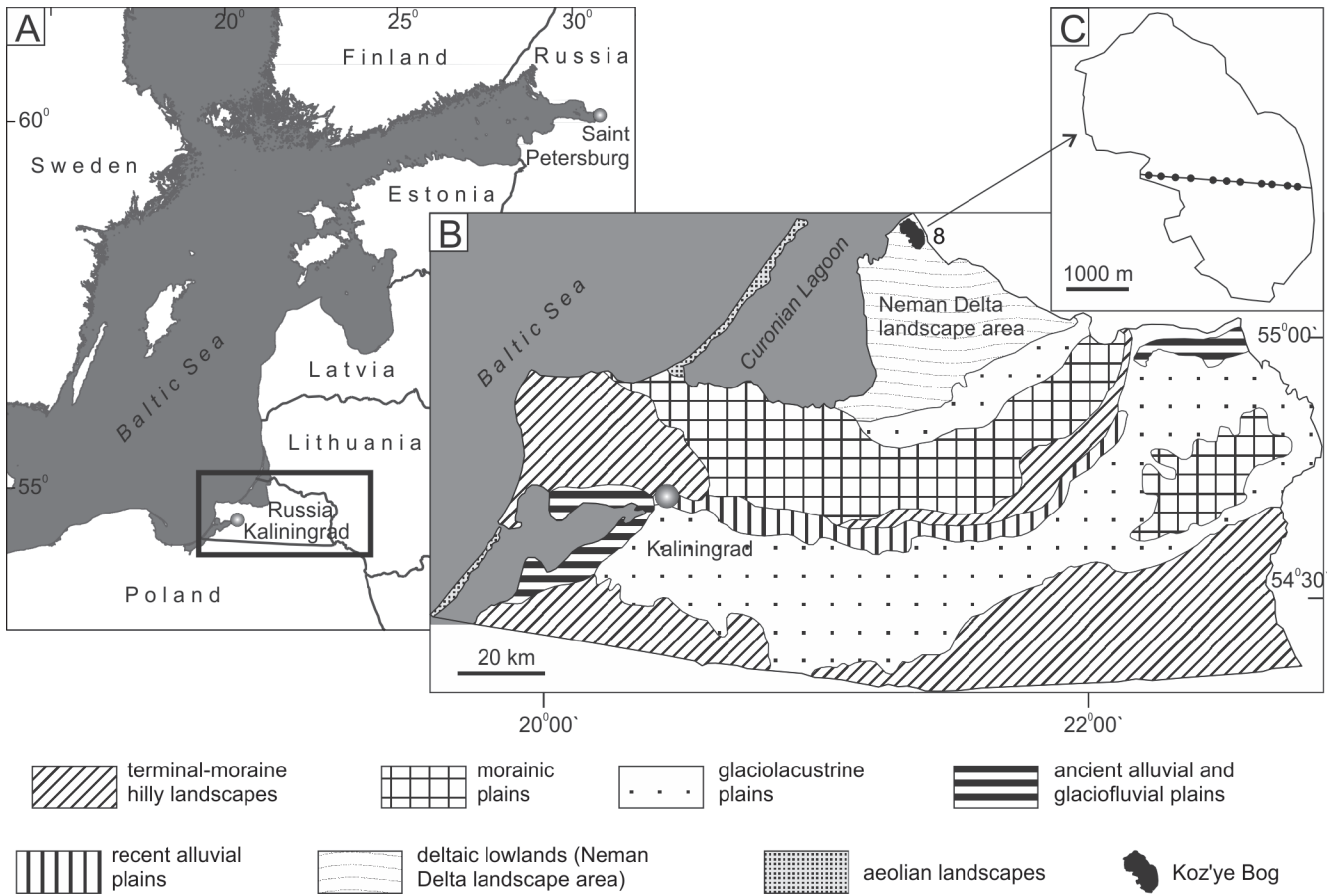 A
20⁰
25⁰
30⁰
Finland
Russia
60⁰
Saint
Petersburg
Sweden
Estonia
Baltic Sea
Latvia
Lithuania
55⁰
Russia
Kaliningrad
Poland
B
8
Baltic Sea
Curonian Lagoon
Neman Delta
landscape area
Kaliningrad
20 km
55⁰00`
54⁰30`
20⁰00`
22⁰00`
C
1000 m
terminal-moraine
hilly landscapes
morainic
plains
glaciolacustrine
plains
ancient alluvial and
glaciofluvial plains
recent alluvial
plains
deltaic lowlands (Neman
Delta landscape area)
aeolian landscapes
Koz'ye Bog